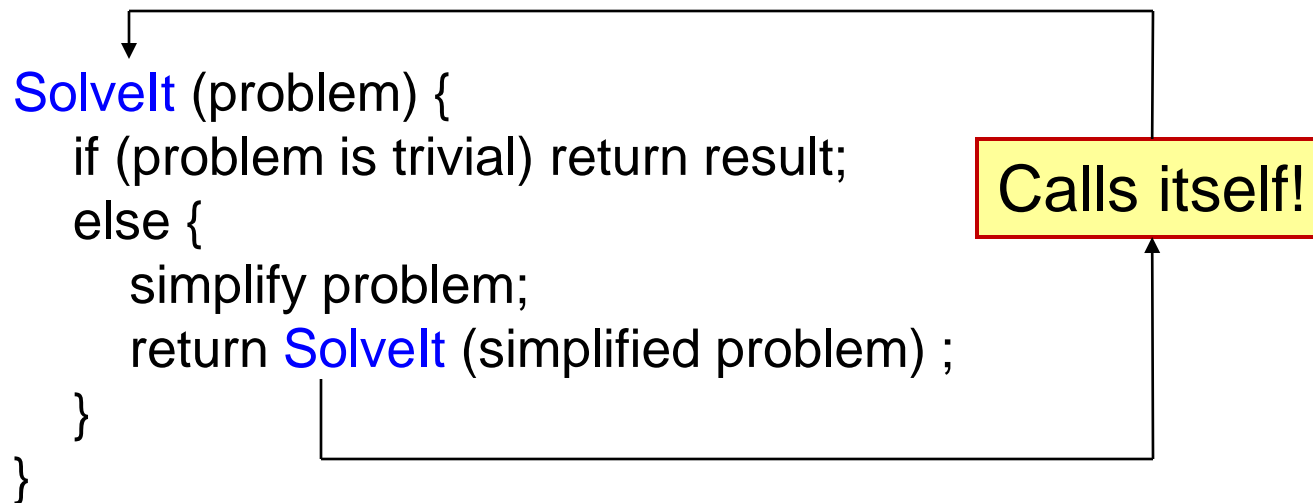 SolveIt (problem) {
if (problem is trivial) return result;
else {
simplify problem;
return SolveIt (simplified problem) ;
}
}
Calls itself!